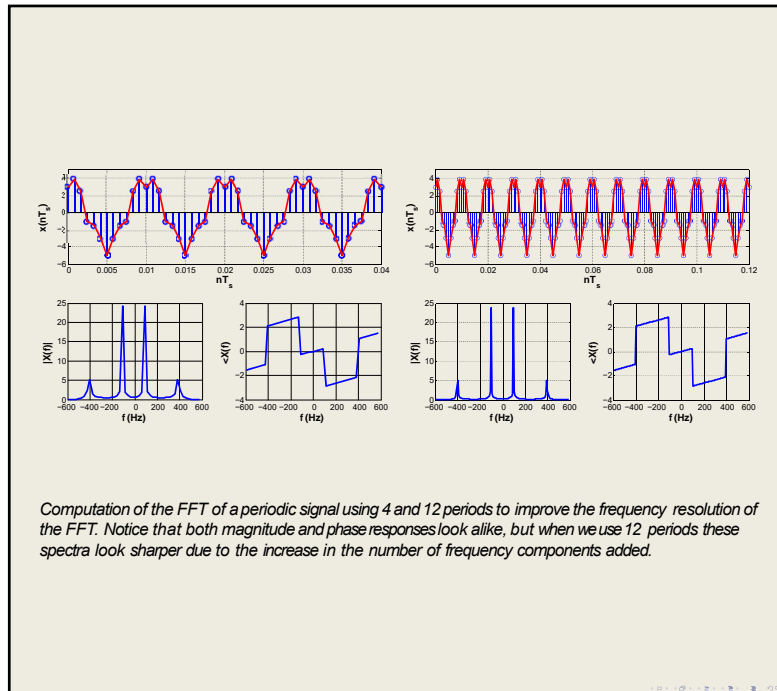 x(nTs)
4
2
0
−2
−4
−6
0 0.005 0.01 0.015 0.02 0.025 0.03 0.035 0.04
nTs
x(nTs)
4
2
0
−2
−4
−6
0 0.02 0.04 0.06 0.08 0.1 0.12
nTs
|X(f)|
25
20
15
10
5
0
−600 −400 −200 0 200 400 600
f (Hz)
<X(f)
4
2
0
−2
−4
−600 −400 −200 0 200 400 600
f (Hz)
|X(f)|
25
20
15
10
5
0
−600 −400 −200 0 200 400 600
f (Hz)
<X(f)
4
2
0
−2
−4
−600 −400 −200 0 200 400 600
f (Hz)
Computation of the FFT of a periodic signal using 4 and 12 periods to improve the frequency resolution of
the FFT. Notice that both magnitude and phase responses look alike, but when we use 12 periods these
spectra look sharper due to the increase in the number of frequency components added.